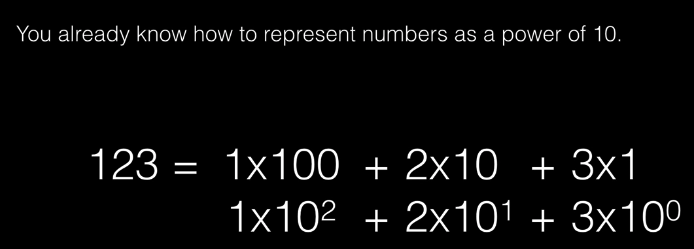 You already know how to represent numbers as a power of 10.
123 = 1x100 + 2x10 + 3x1
1x10² + 2x10¹ + 3x10⁰